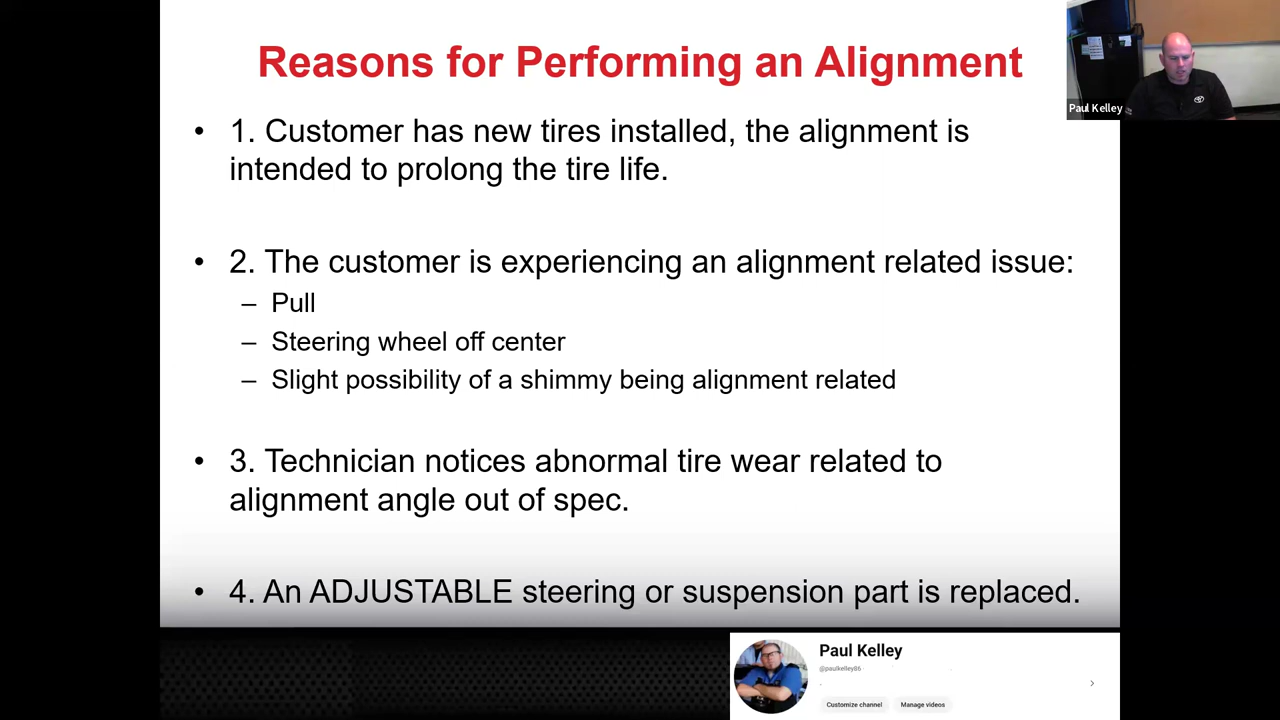 Reasons for Performing an Alignment
Paul Kelley
• 1. Customer has new tires installed, the alignment is
intended to prolong the tire life.
• 2. The customer is experiencing an alignment related issue:
– Pull
– Steering wheel off center
– Slight possibility of a shimmy being alignment related
• 3. Technician notices abnormal tire wear related to
alignment angle out of spec.
• 4. An ADJUSTABLE steering or suspension part is replaced.
Paul Kelley
@paulkelley86
Customize channel
Manage videos